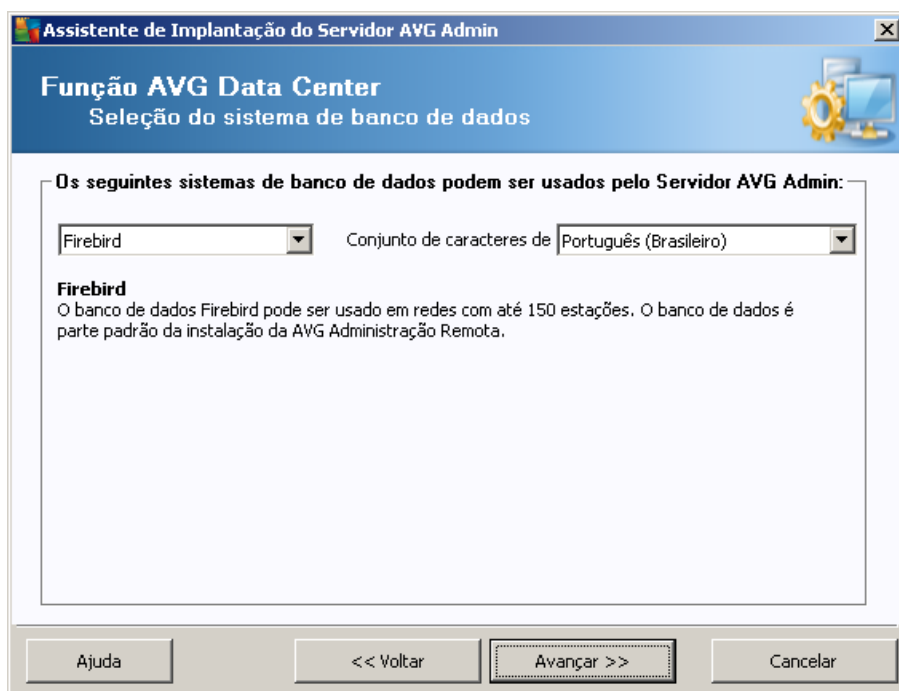 Assistente de Implantação do Servidor AVG Admin
Função AVG Data Center
Seleção do sistema de banco de dados
Os seguintes sistemas de banco de dados podem ser usados pelo Servidor AVG Admin:
Firebird Conjunto de caracteres de Português (Brasileiro)
Firebird
O banco de dados Firebird pode ser usado em redes com até 150 estações. O banco de dados é
parte padrão da instalação da AVG Administração Remota.
Ajuda << Voltar Avançar >> Cancelar